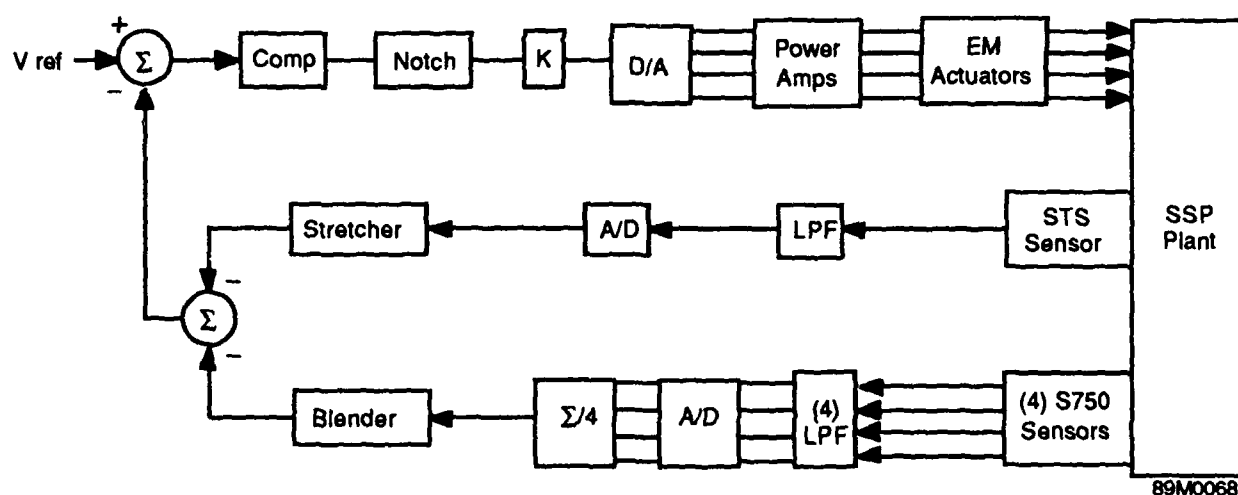 +
V ref
Σ
−
Comp
Notch
K
D/A
Power
Amps
EM
Actuators
Stretcher
A/D
LPF
STS
Sensor
SSP
Plant
−
Σ
−
Blender
Σ/4
A/D
(4)
LPF
(4) S750
Sensors
89M0068